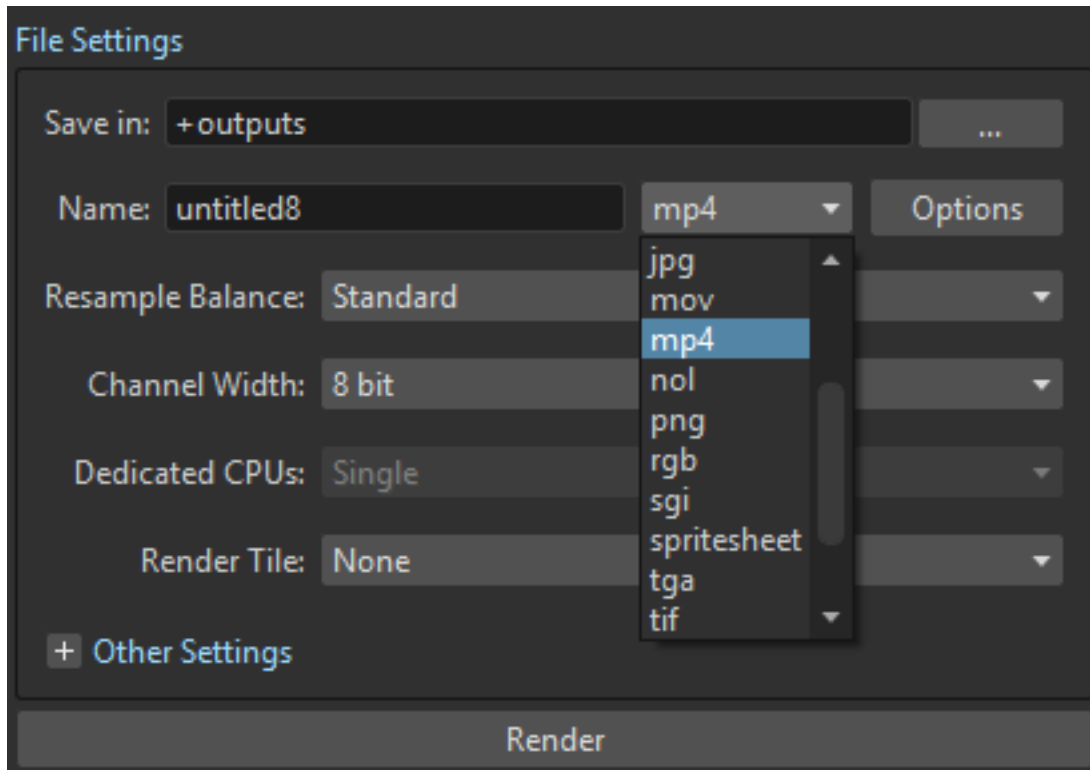 File Settings
Save in: +outputs ...
Name: untitled8 mp4 Options
jpg
Resample Balance: Standard mov
mp4
Channel Width: 8 bit nol
png
Dedicated CPUs: Single rgb
sgi
Render Tile: None spritesheet
tga
tif
+ Other Settings
Render